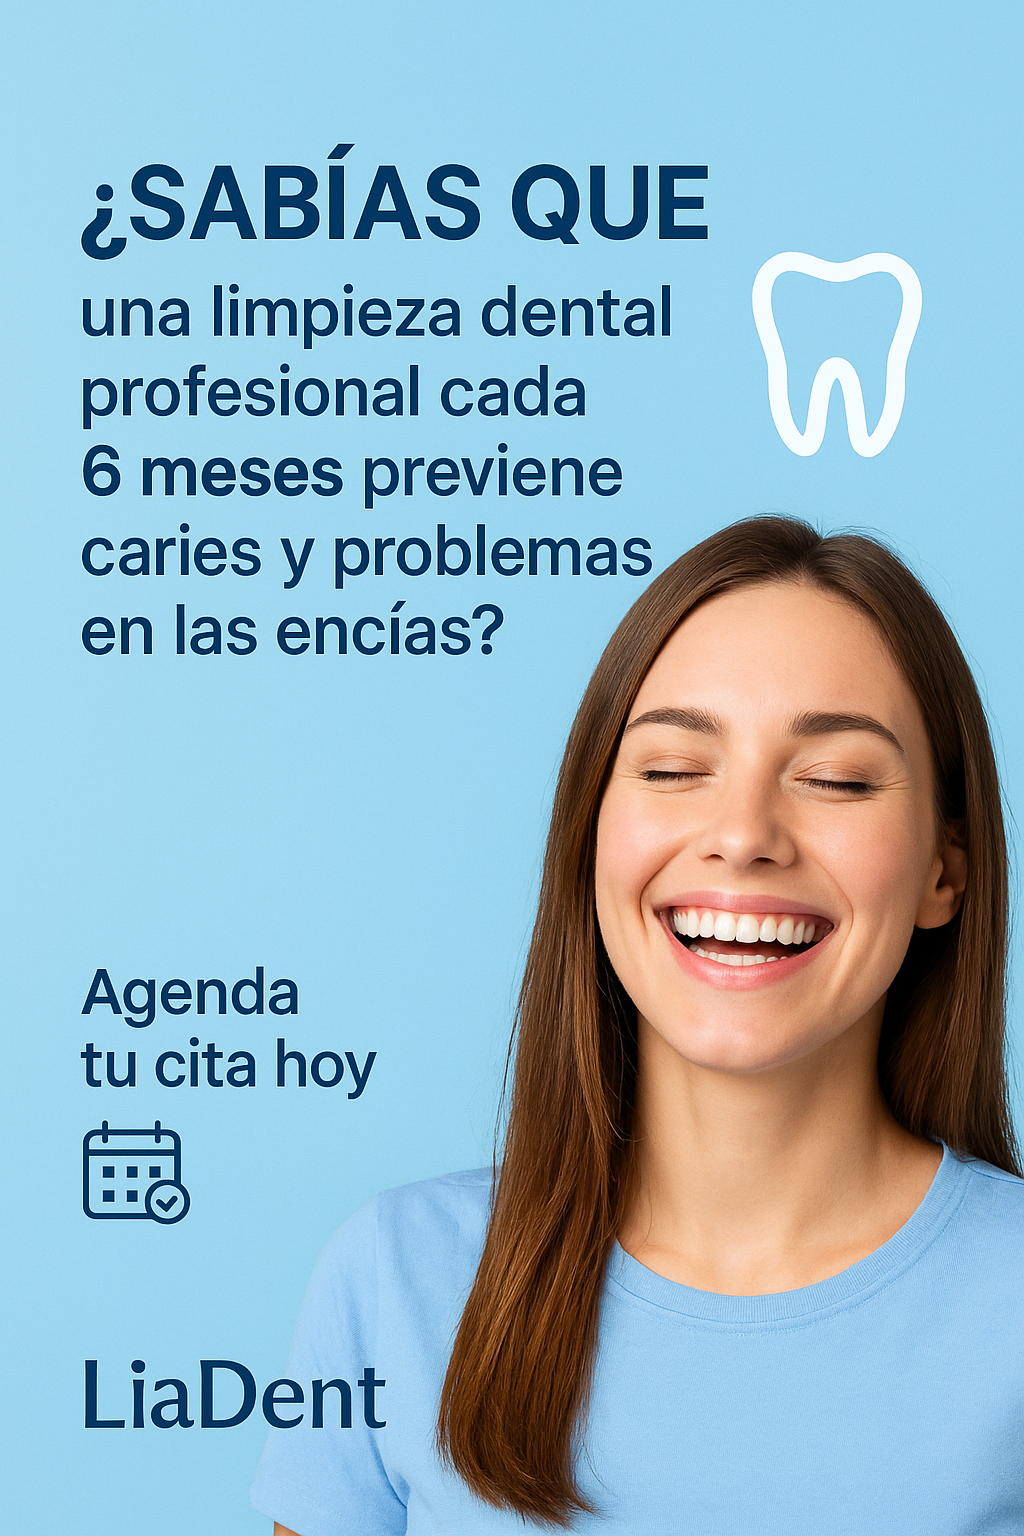 ¿SABÍAS QUE
una limpieza dental
profesional cada
6 meses previene
caries y problemas
en las encías?
Agenda
tu cita hoy
LiaDent